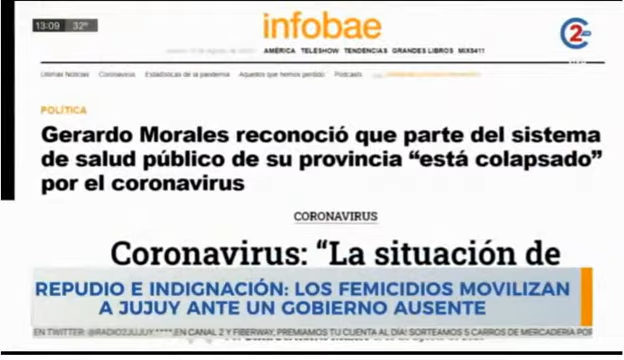 13:09 32°
infobae
2
AMÉRICA TELESHOW TENDENCIAS GRANDES LIBROS MIX5411
Últimas Noticias Coronavirus Estadísticas de la pandemia Aquellos que hemos perdido Podcasts
POLÍTICA
Gerardo Morales reconoció que parte del sistema
de salud público de su provincia “está colapsado”
por el coronavirus
CORONAVIRUS
Coronavirus: “La situación de
REPUDIO E INDIGNACIÓN: LOS FEMICIDIOS MOVILIZAN
A JUJUY ANTE UN GOBIERNO AUSENTE
EN TWITTER: @RADIO2JUJUY ****.EN CANAL 2 Y FIBERWAY, PREMIAMOS TU CUENTA AL DÍA! SORTEAMOS 5 CARROS DE MERCADERIA POR